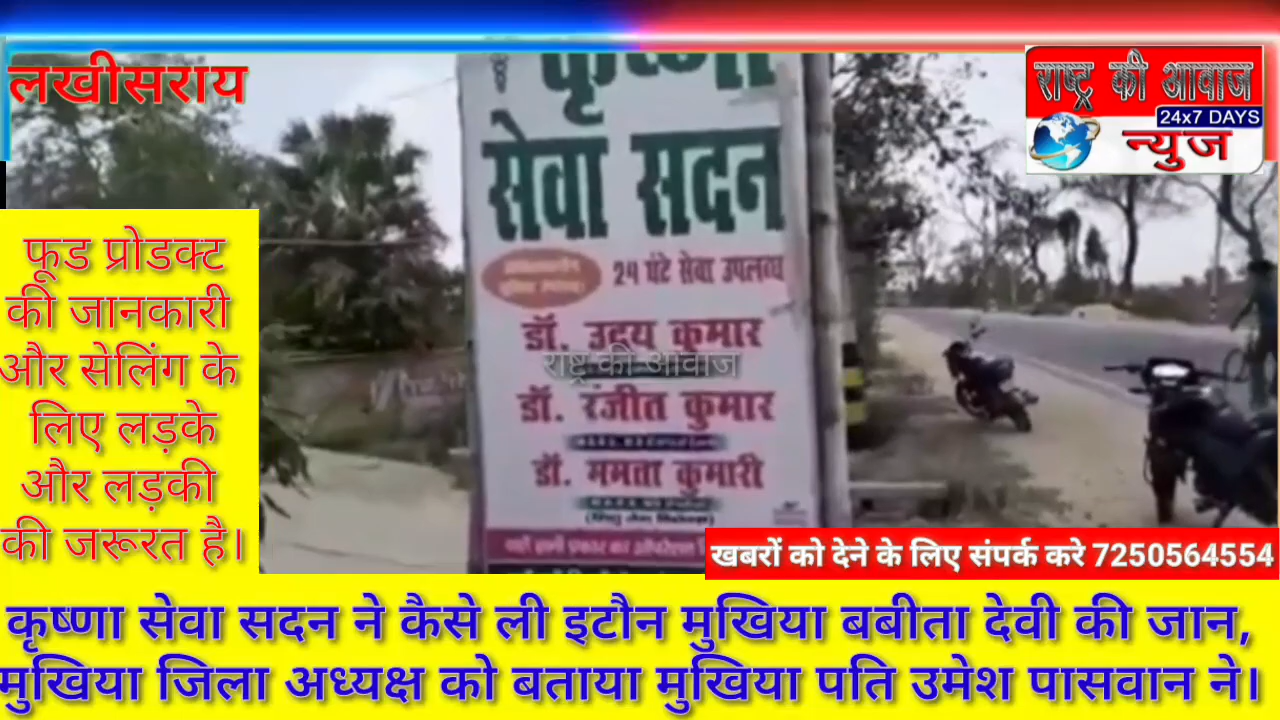 लखीसराय
राष्ट्र की आवाज
24x7 DAYS
न्युज
कृष्णा
सेवा सदन
24 घंटे सेवा उपलब्ध
डॉ. उदय कुमार
राष्ट्र की आवाज
डॉ. रंजीत कुमार
डॉ. ममता कुमारी
फूड प्रोडक्ट
की जानकारी
और सेलिंग के
लिए लड़के
और लड़की
की जरूरत है।
खबरों को देने के लिए संपर्क करे 7250564554
कृष्णा सेवा सदन ने कैसे ली इटौन मुखिया बबीता देवी की जान,
मुखिया जिला अध्यक्ष को बताया मुखिया पति उमेश पासवान ने।